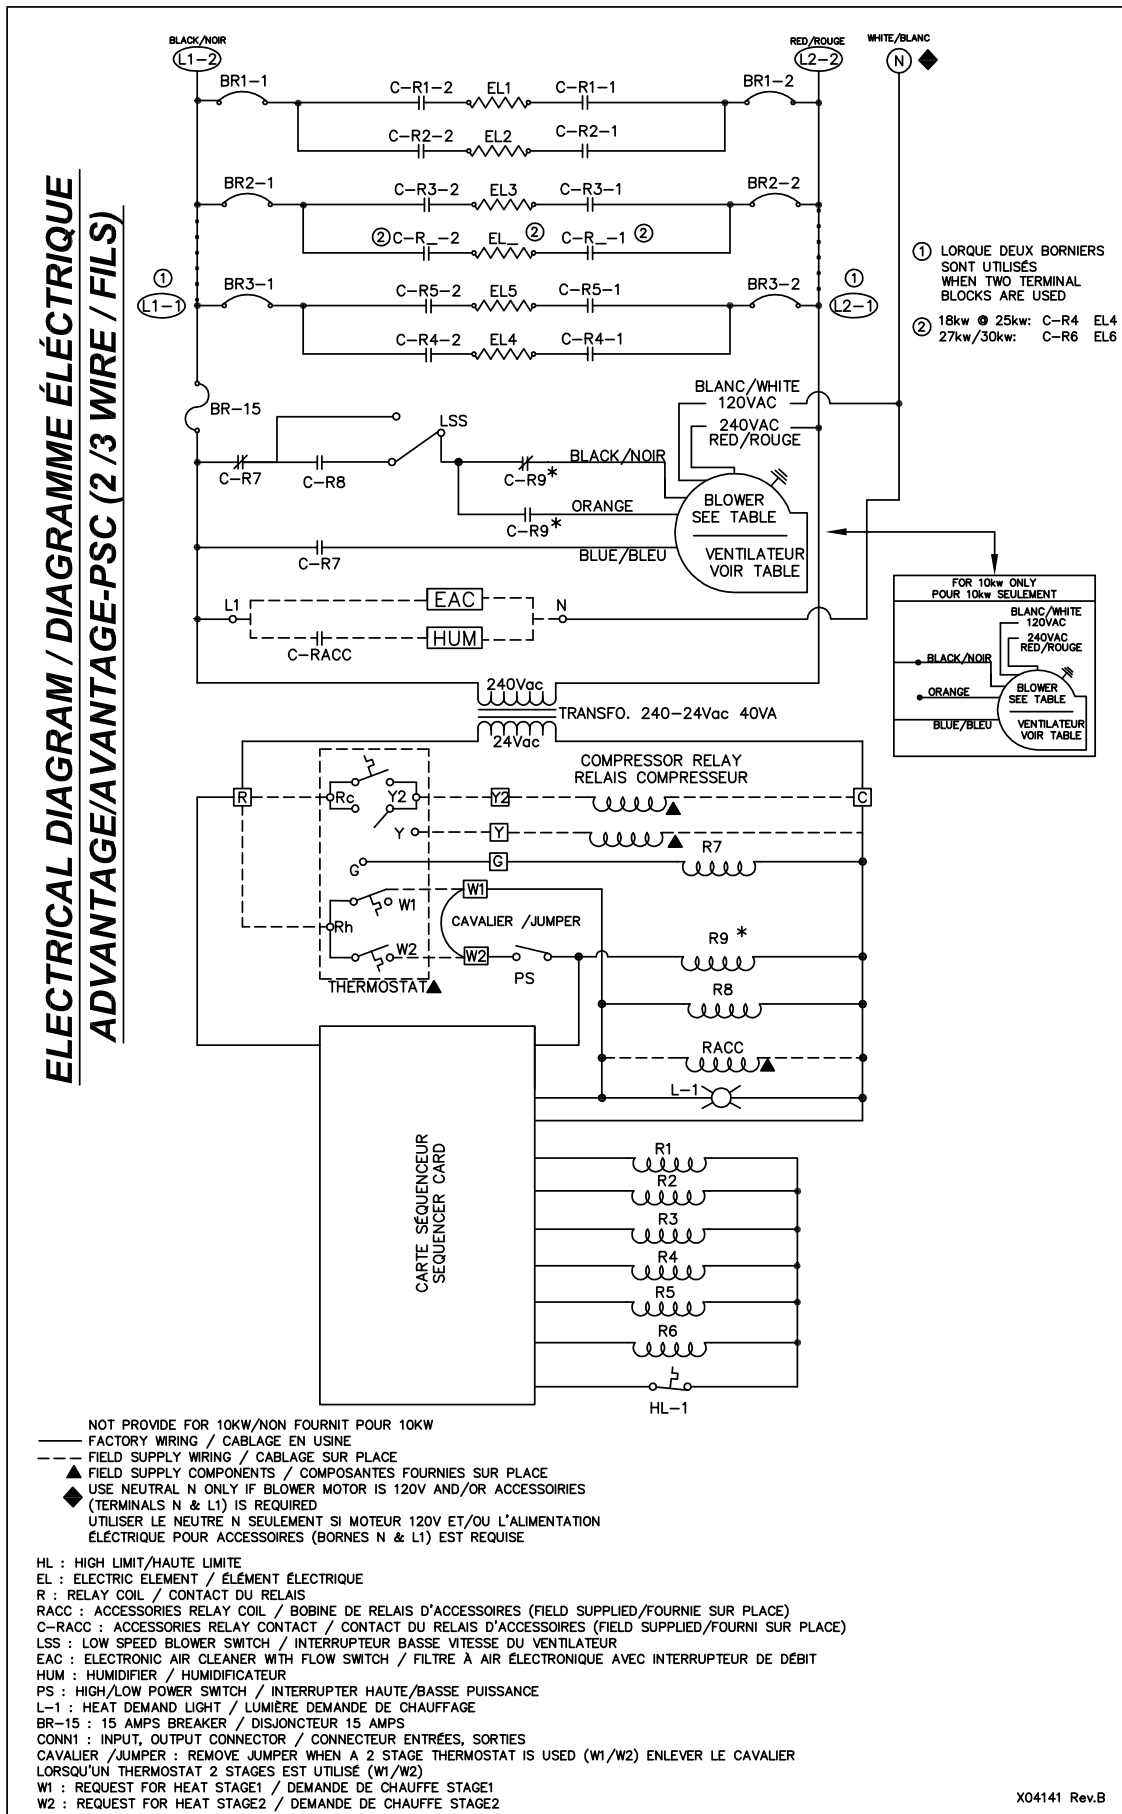 ELECTRICAL DIAGRAM / DIAGRAMME ÉLÉCTRIQUE
ADVANTAGE/AVANTAGE-PSC (2 /3 WIRE / FILS)
BLACK/NOIR
L1-2
RED/ROUGE
L2-2
WHITE/BLANC
N
BR1-1
C-R1-2
EL1
C-R1-1
BR1-2
C-R2-2
EL2
C-R2-1
BR2-1
C-R3-2
EL3
C-R3-1
BR2-2
2 C-R_-2
EL_ 2
C-R_-1 2
1
L1-1
BR3-1
C-R5-2
EL5
C-R5-1
BR3-2
1
L2-1
C-R4-2
EL4
C-R4-1
1 LORQUE DEUX BORNIERS
SONT UTILISÉS
WHEN TWO TERMINAL
BLOCKS ARE USED
2 18kw @ 25kw: C-R4 EL4
27kw/30kw: C-R6 EL6
BR-15
BLANC/WHITE
120VAC
240VAC
RED/ROUGE
LSS
C-R7
C-R8
C-R9*
BLACK/NOIR
C-R9*
ORANGE
C-R7
BLUE/BLEU
BLOWER
SEE TABLE
VENTILATEUR
VOIR TABLE
FOR 10kw ONLY
POUR 10kw SEULEMENT
BLANC/WHITE
120VAC
240VAC
RED/ROUGE
BLACK/NOIR
ORANGE
BLUE/BLEU
BLOWER
SEE TABLE
VENTILATEUR
VOIR TABLE
L1
EAC
N
HUM
C-RACC
240Vac
TRANSFO. 240-24Vac 40VA
24Vac
COMPRESSOR RELAY
RELAIS COMPRESSEUR
R
Rc
Y2
Y2
C
Y
Y
G
G
R7
W1
W1
CAVALIER /JUMPER
Rh
W2
W2
PS
R9 *
THERMOSTAT
R8
RACC
L-1
CARTE SÉQUENCEUR
SEQUENCER CARD
R1
R2
R3
R4
R5
R6
HL-1
NOT PROVIDE FOR 10KW/NON FOURNIT POUR 10KW
FACTORY WIRING / CABLAGE EN USINE
FIELD SUPPLY WIRING / CABLAGE SUR PLACE
FIELD SUPPLY COMPONENTS / COMPOSANTES FOURNIES SUR PLACE
USE NEUTRAL N ONLY IF BLOWER MOTOR IS 120V AND/OR ACCESSOIRIES
(TERMINALS N & L1) IS REQUIRED
UTILISER LE NEUTRE N SEULEMENT SI MOTEUR 120V ET/OU L'ALIMENTATION
ÉLECTRIQUE POUR ACCESSOIRES (BORNES N & L1) EST REQUISE
HL : HIGH LIMIT/HAUTE LIMITE
EL : ELECTRIC ELEMENT / ÉLÉMENT ÉLECTRIQUE
R : RELAY COIL / CONTACT DU RELAIS
RACC : ACCESSORIES RELAY COIL / BOBINE DE RELAIS D'ACCESSOIRES (FIELD SUPPLIED/FOURNIE SUR PLACE)
C-RACC : ACCESSORIES RELAY CONTACT / CONTACT DU RELAIS D'ACCESSOIRES (FIELD SUPPLIED/FOURNI SUR PLACE)
LSS : LOW SPEED BLOWER SWITCH / INTERRUPTEUR BASSE VITESSE DU VENTILATEUR
EAC : ELECTRONIC AIR CLEANER WITH FLOW SWITCH / FILTRE À AIR ÉLECTRONIQUE AVEC INTERRUPTEUR DE DÉBIT
HUM : HUMIDIFIER / HUMIDIFICATEUR
PS : HIGH/LOW POWER SWITCH / INTERRUPTER HAUTE/BASSE PUISSANCE
L-1 : HEAT DEMAND LIGHT / LUMIÈRE DEMANDE DE CHAUFFAGE
BR-15 : 15 AMPS BREAKER / DISJONCTEUR 15 AMPS
CONN1 : INPUT, OUTPUT CONNECTOR / CONNECTEUR ENTRÉES, SORTIES
CAVALIER /JUMPER : REMOVE JUMPER WHEN A 2 STAGE THERMOSTAT IS USED (W1/W2) ENLEVER LE CAVALIER
LORSQU'UN THERMOSTAT 2 STAGES EST UTILISÉ (W1/W2)
W1 : REQUEST FOR HEAT STAGE1 / DEMANDE DE CHAUFFE STAGE1
W2 : REQUEST FOR HEAT STAGE2 / DEMANDE DE CHAUFFE STAGE2
X04141 Rev.B